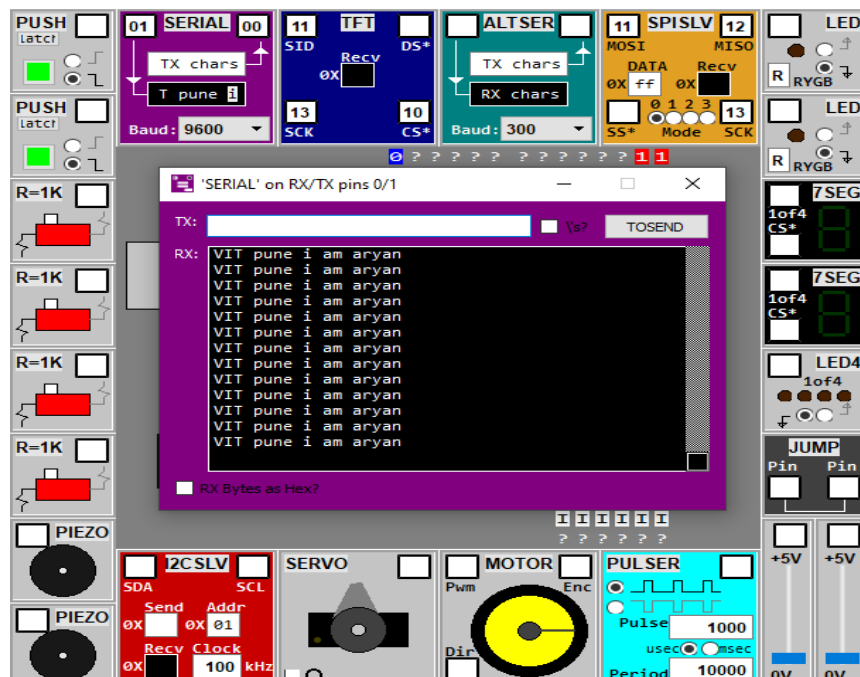 PUSH
Latch
01 SERIAL 00
TX chars
T pune i
Baud: 9600
11 TFT
SID DS*
Recv
0X
13 10
SCK CS*
ALTSER
TX chars
RX chars
Baud: 300
11 SPISLV 12
MOSI MISO
DATA Recv
0X ff 0X
0 1 2 3 13
SS* Mode SCK
LED
R RYGB
PUSH
Latch
LED
R RYGB
0 ? ? ? ? ? ? ? ? ? ? ? 1 1
'SERIAL' on RX/TX pins 0/1
TX: \'s? TOSEND
RX:
VIT pune i am aryan
VIT pune i am aryan
VIT pune i am aryan
VIT pune i am aryan
VIT pune i am aryan
VIT pune i am aryan
VIT pune i am aryan
VIT pune i am aryan
VIT pune i am aryan
VIT pune i am aryan
VIT pune i am aryan
VIT pune i am aryan
VIT pune i am aryan
RX Bytes as Hex?
R=1K
R=1K
R=1K
R=1K
7SEG
1of4
CS*
7SEG
1of4
CS*
LED4
1of4
JUMP
Pin Pin
I I I I I I
? ? ? ? ? ?
PIEZO
PIEZO
I2CSLV
SDA SCL
Send Addr
0X 0X 01
Recv Clock
0X 100 kHz
SERVO
MOTOR
Pwm Enc
Dir
PULSER
Pulse 1000
usec msec
Period 10000
+5V +5V
0V 0V